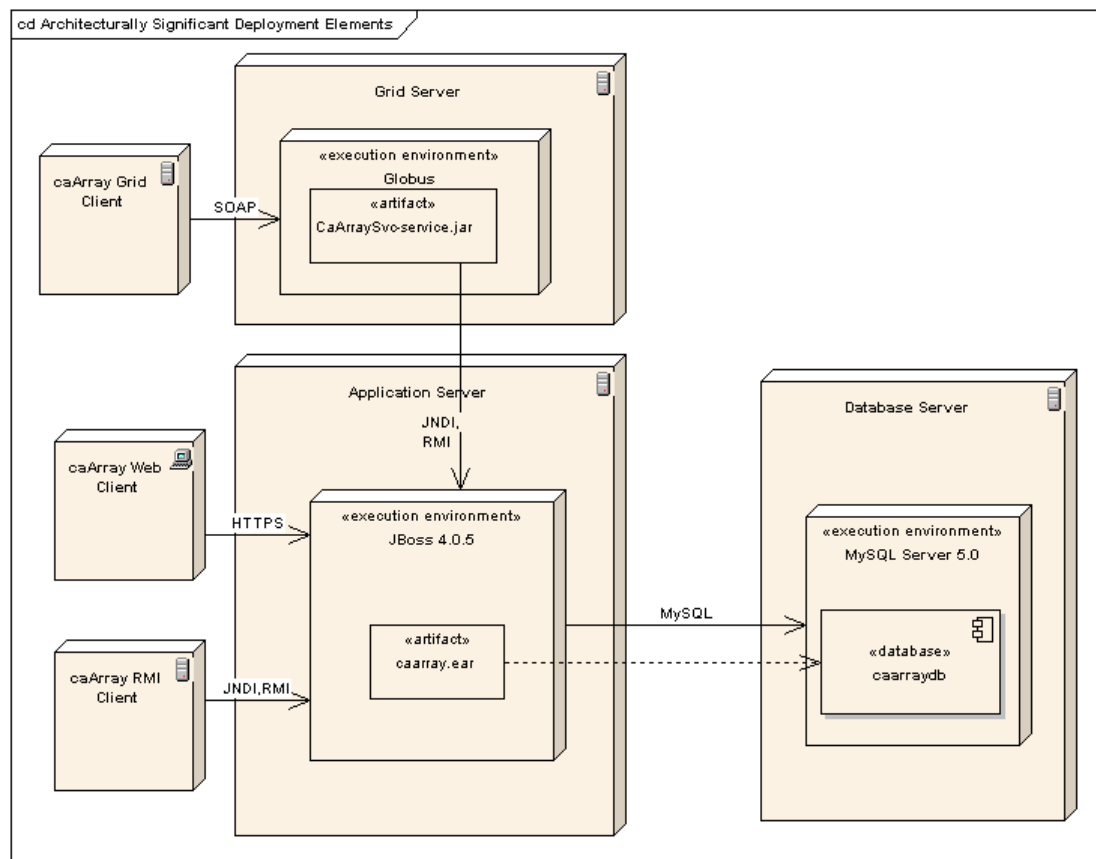 cd Architecturally Significant Deployment Elements
Grid Server
«execution environment»
Globus
«artifact»
CaArraySvc-service.jar
caArray Grid
Client
SOAP
Application Server
JNDI,
RMI
Database Server
caArray Web
Client
HTTPS
«execution environment»
JBoss 4.0.5
«execution environment»
MySQL Server 5.0
MySQL
«artifact»
caarray.ear
«database»
caarraydb
caArray RMI
Client
JNDI,RMI